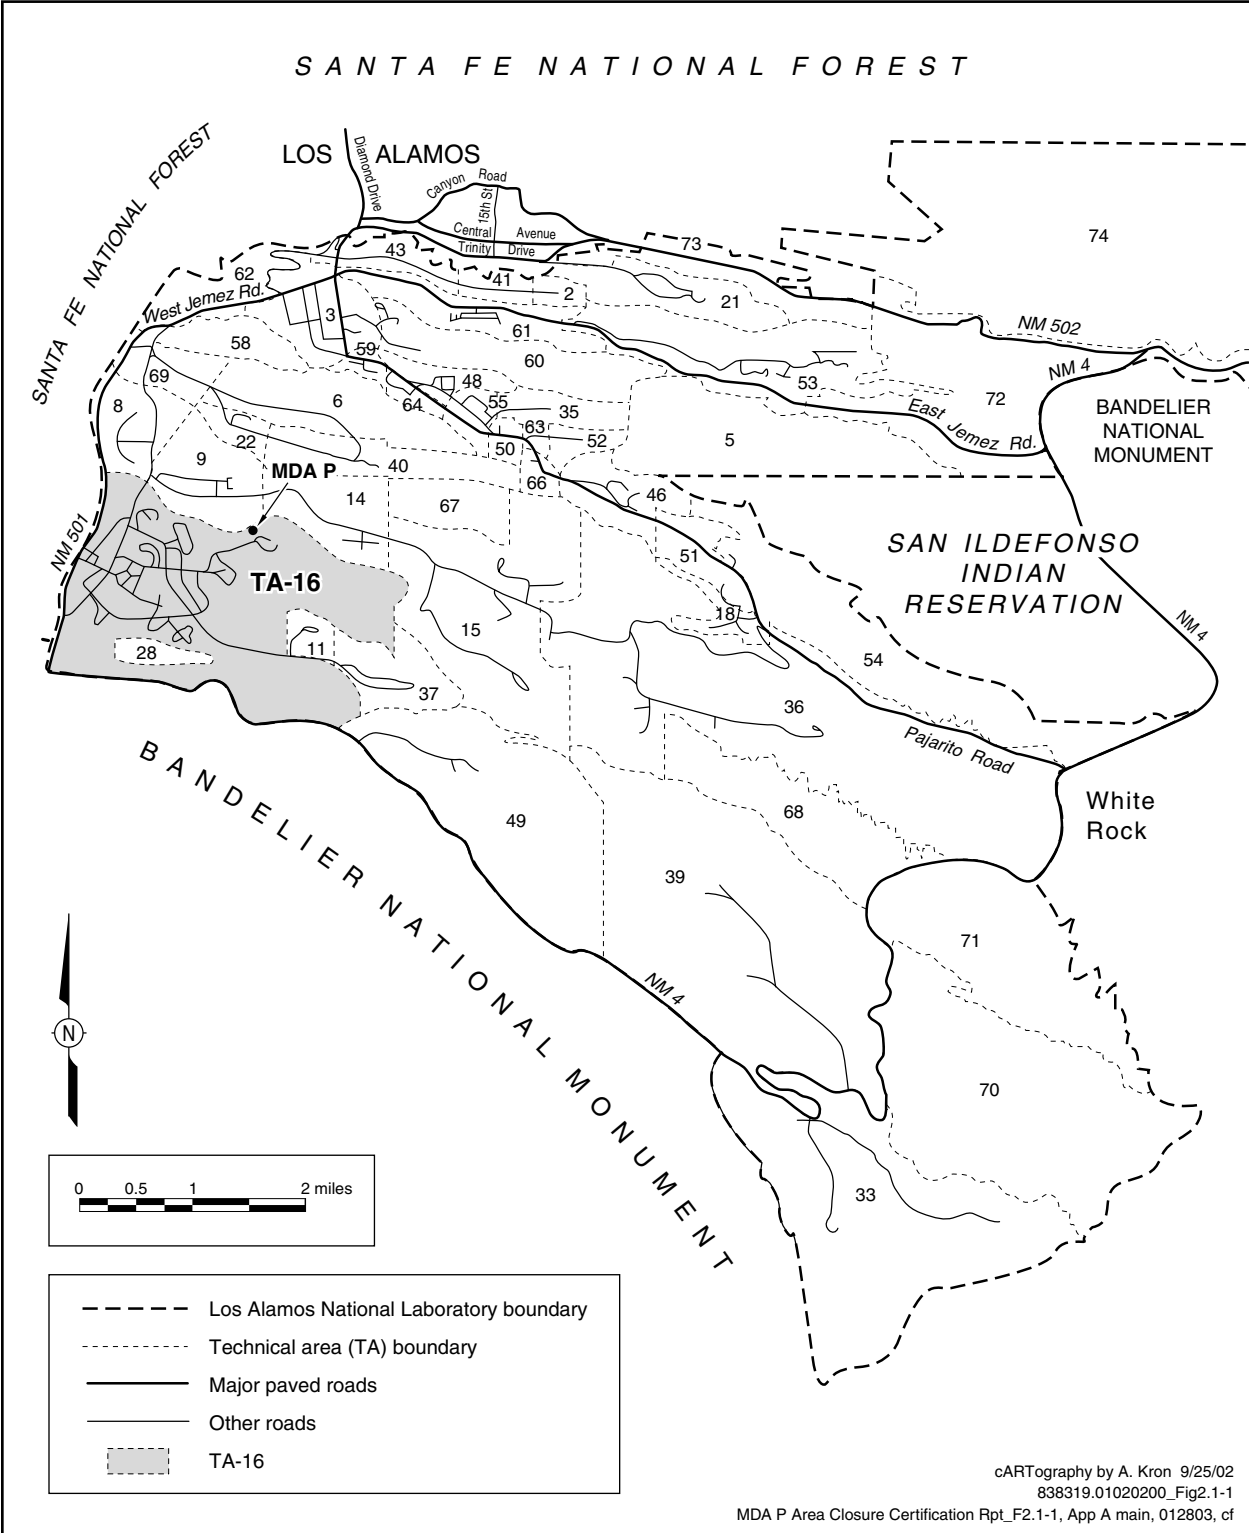 SANTA FE NATIONAL FOREST
SANTA FE NATIONAL FOREST
LOS ALAMOS
Diamond Drive
Canyon Road
15th St
Central Avenue
Trinity Drive
74
73
43
62
41
2
21
West Jemez Rd.
3
61
NM 502
58
59
60
NM 4
69
48
53
72
8
6
64
55
35
East Jemez Rd.
BANDELIER
NATIONAL
MONUMENT
63
22
50
52
5
9
MDA P
40
66
14
67
46
NM 501
51
SAN ILDEFONSO
INDIAN
RESERVATION
TA-16
18
NM 4
15
28
11
54
37
36
Pajarito Road
BANDELIER NATIONAL MONUMENT
49
68
White
Rock
39
71
NM 4
N
70
33
0 0.5 1 2 miles
Los Alamos National Laboratory boundary
Technical area (TA) boundary
Major paved roads
Other roads
TA-16
cARTography by A. Kron 9/25/02
838319.01020200_Fig2.1-1
MDA P Area Closure Certification Rpt_F2.1-1, App A main, 012803, cf